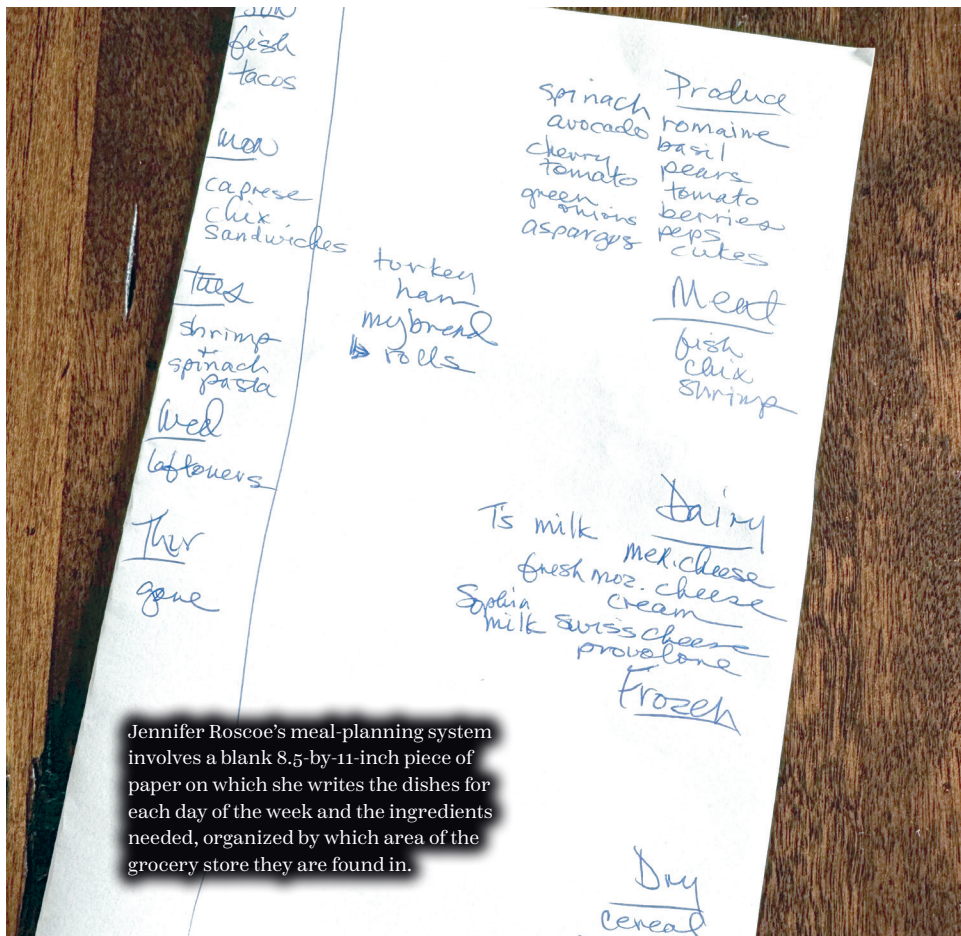 Sun
fish
tacos
Mon
caprese
chix
sandwiches
Tues
shrimp
+
spinach
pasta
Wed
leftovers
Thur
gone
turkey
ham
my bread
rolls
Produce
spinach romaine
avocado basil
cherry pears
tomato tomato
green berries
onions peps
aspargus cukes
Meat
fish
chix
shrimp
Dairy
T's milk mex. cheese
fresh moz. cheese
Sophia cream
milk swiss cheese
provolone
Frozen
Dry
cereal
Jennifer Roscoe's meal-planning system
involves a blank 8.5-by-11-inch piece of
paper on which she writes the dishes for
each day of the week and the ingredients
needed, organized by which area of the
grocery store they are found in.